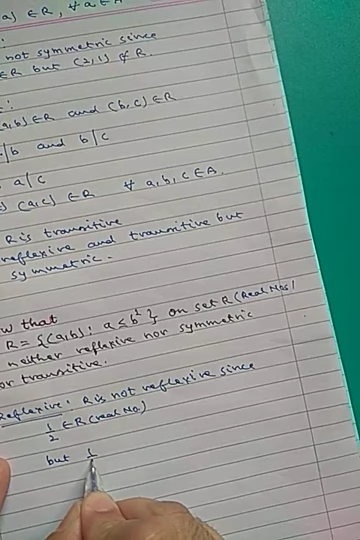 a) ∈R, ∀ a∈A
not symmetric since
∈R but (2,1) ∉ R.
a,b)∈R and (b,c)∈R
/b and b/c
a/c
(a,c) ∈ R ∀ a,b,c∈A.
R is transitive
reflexive and transitive but
symmetric.
w that
R = {(a,b): a ≤ b²} on set R (Real Nos)
neither reflexive nor symmetric
or transitive.
Reflexive: R is not reflexive since
1/2 ∈ R (real No.)
but 1